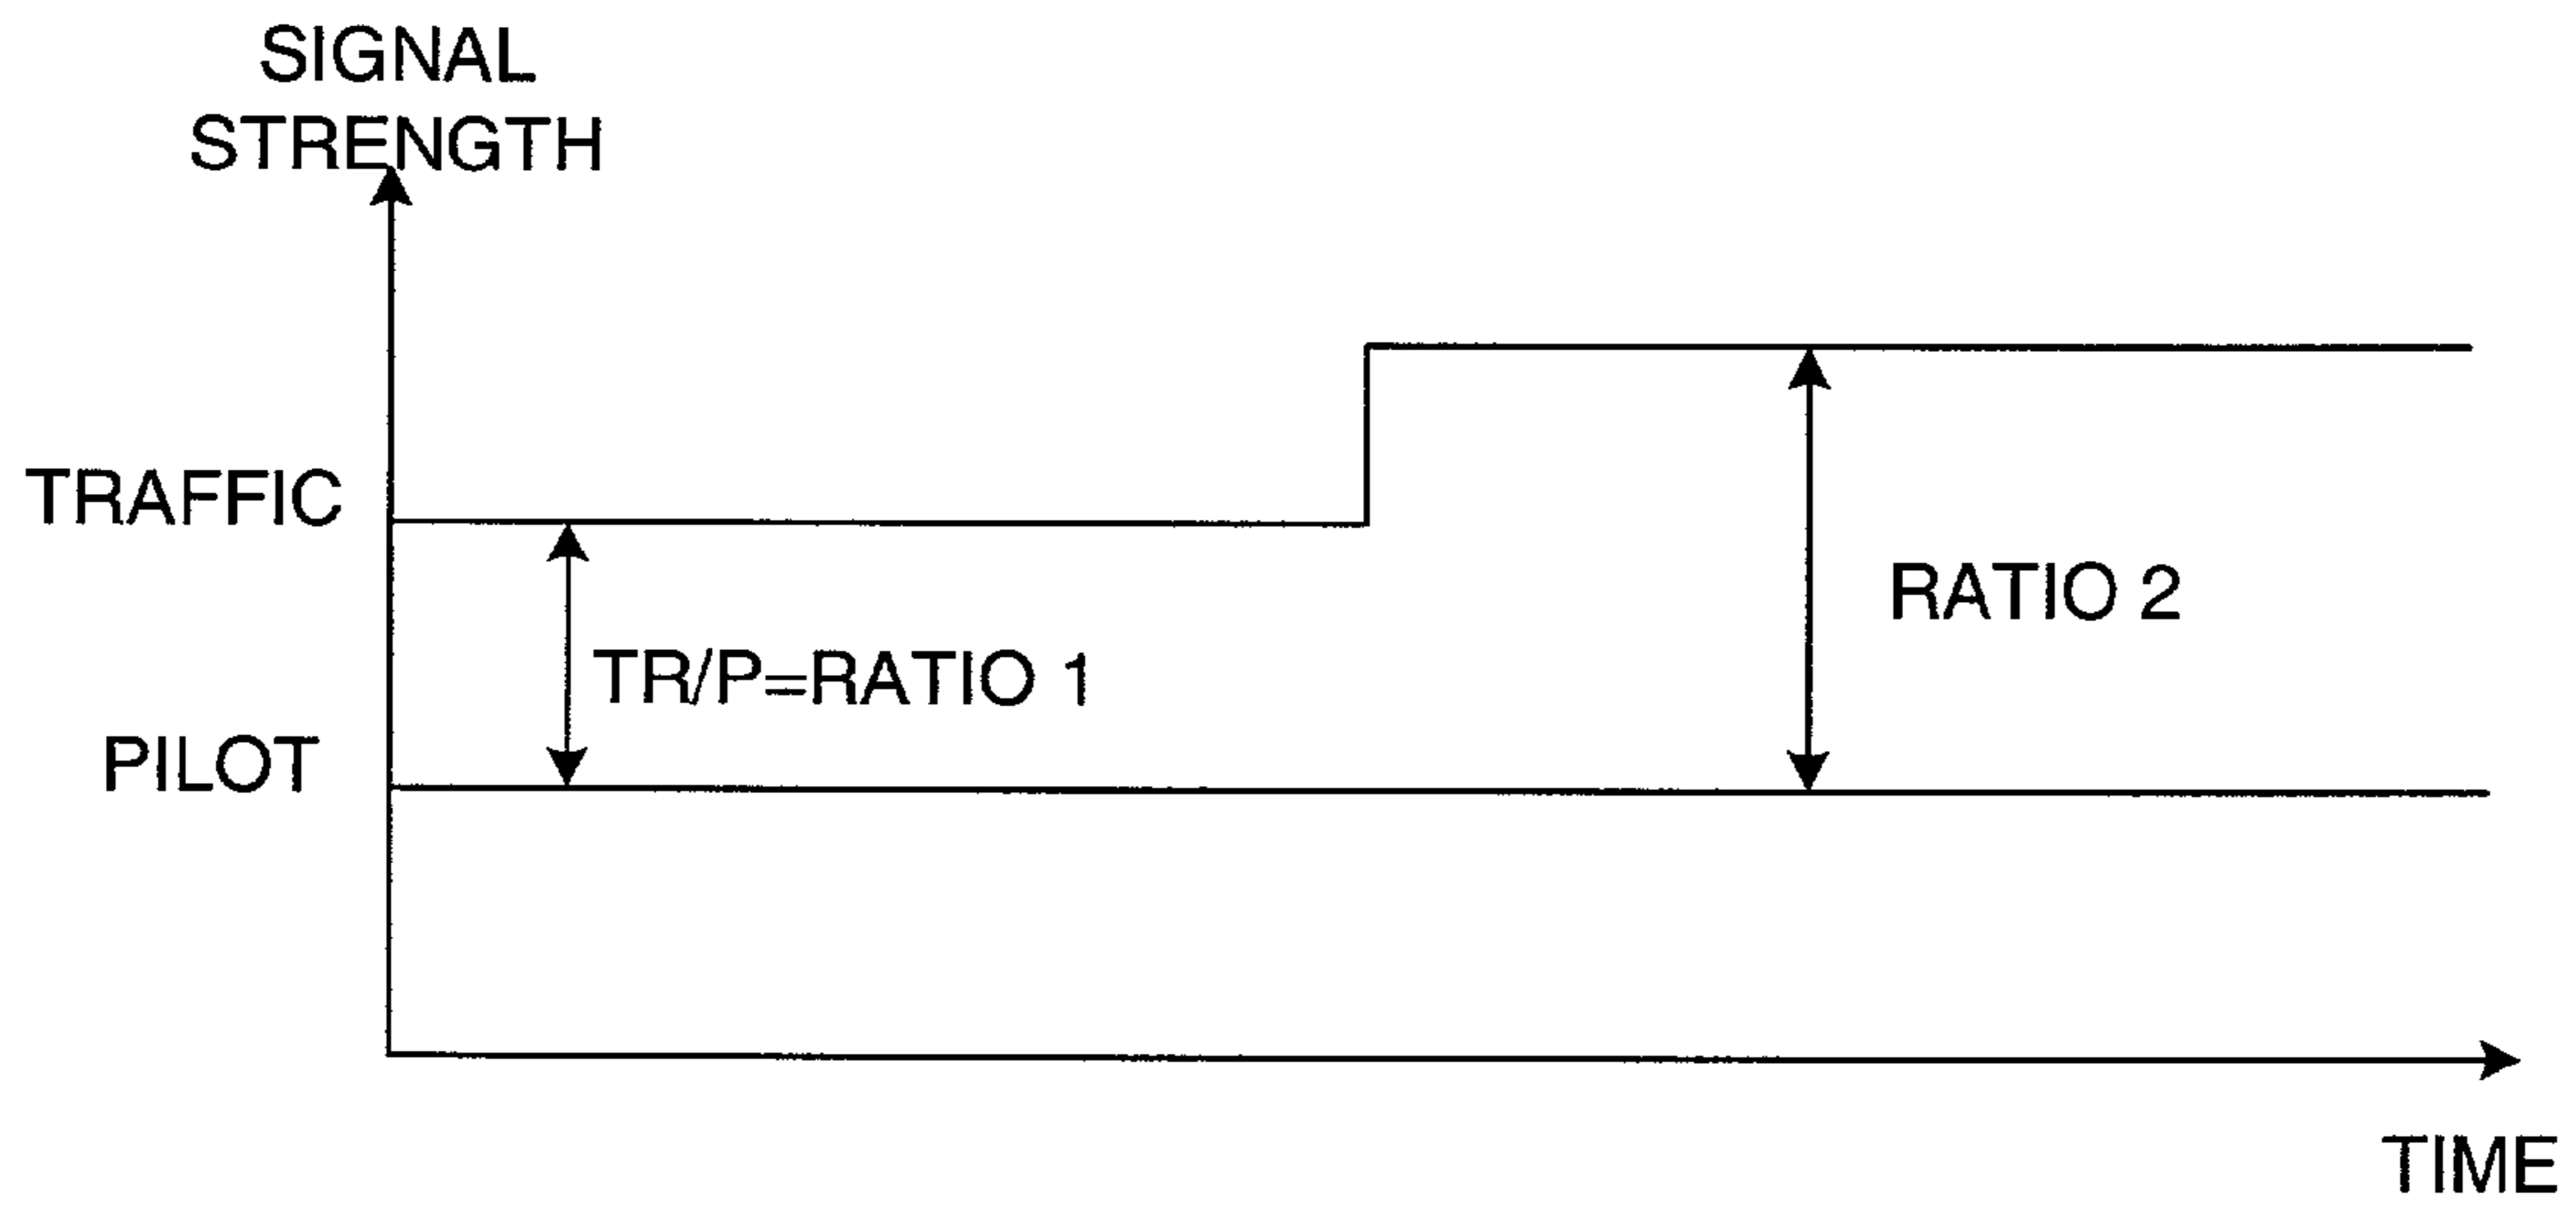 SIGNAL
STRENGTH
TRAFFIC
RATIO 2
TR/P=RATIO 1
PILOT
TIME